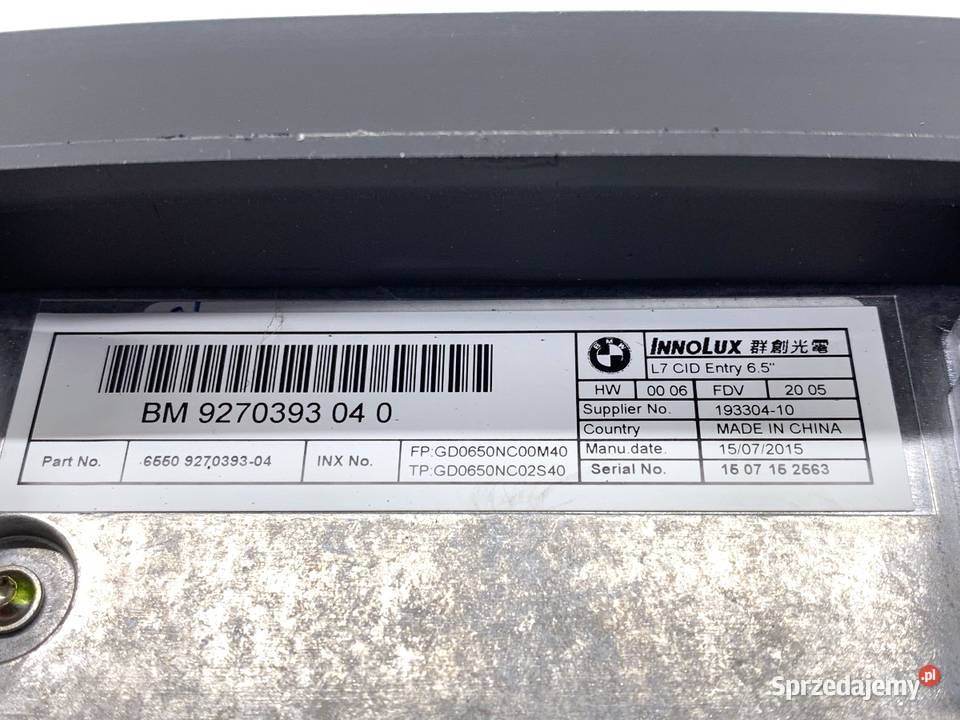 BM 9270393 04 0
BMW
INNOLUX 群創光電
L7 CID Entry 6.5"
HW 00 06 FDV 20 05
Supplier No. 193304-10
Country MADE IN CHINA
Manu.date. 15/07/2015
Serial No. 15 07 15 2563
Part No. 6550 9270393-04 INX No. FP:GD0650NC00M40
TP:GD0650NC02S40
Sprzedajemy.pl